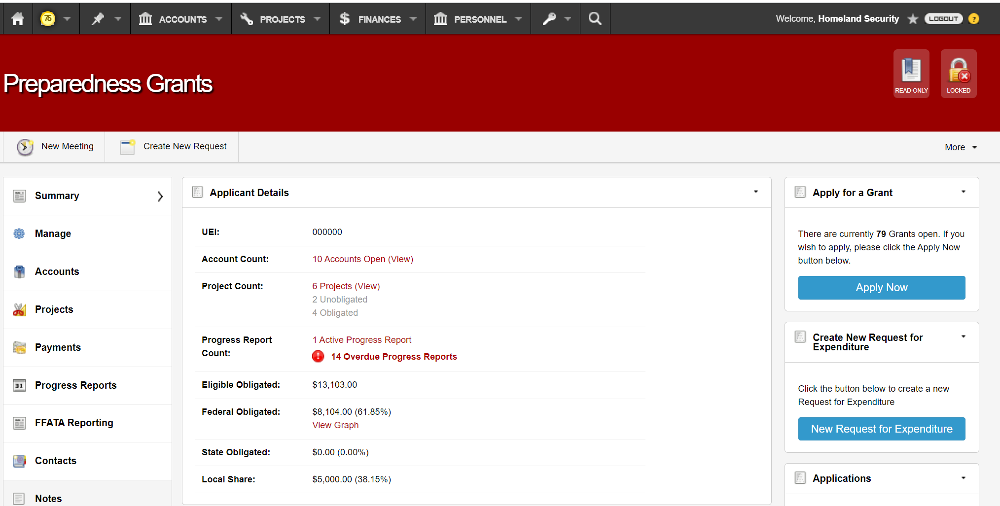 75
ACCOUNTS
PROJECTS
$ FINANCES
PERSONNEL
Welcome, Homeland Security
LOGOUT
?
Preparedness Grants
READ-ONLY
LOCKED
New Meeting
Create New Request
More
Summary
Manage
Accounts
Projects
Payments
31 Progress Reports
FFATA Reporting
Contacts
Notes
Applicant Details
UEI: 000000
Account Count: 10 Accounts Open (View)
Project Count: 6 Projects (View)
2 Unobligated
4 Obligated
Progress Report Count: 1 Active Progress Report
! 14 Overdue Progress Reports
Eligible Obligated: $13,103.00
Federal Obligated: $8,104.00 (61.85%)
View Graph
State Obligated: $0.00 (0.00%)
Local Share: $5,000.00 (38.15%)
Apply for a Grant
There are currently 79 Grants open. If you
wish to apply, please click the Apply Now
button below.
Apply Now
Create New Request for
Expenditure
Click the button below to create a new
Request for Expenditure
New Request for Expenditure
Applications